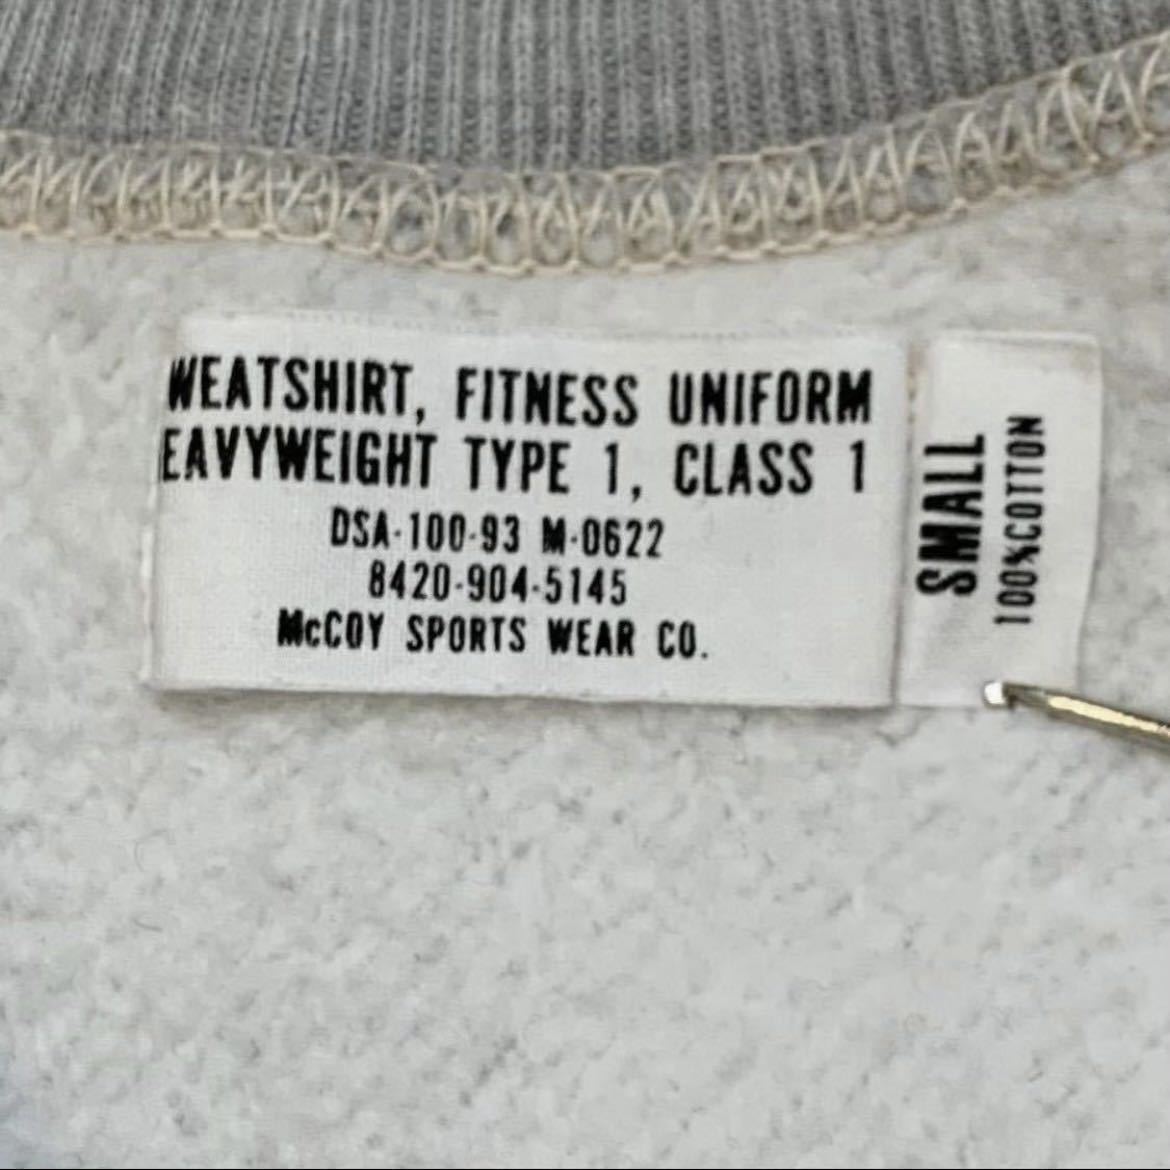 WEATSHIRT, FITNESS UNIFORM
EAVYWEIGHT TYPE 1, CLASS 1
DSA-100-93 M-0622
8420-904-5145
McCOY SPORTS WEAR CO.
SMALL
100%COTTON